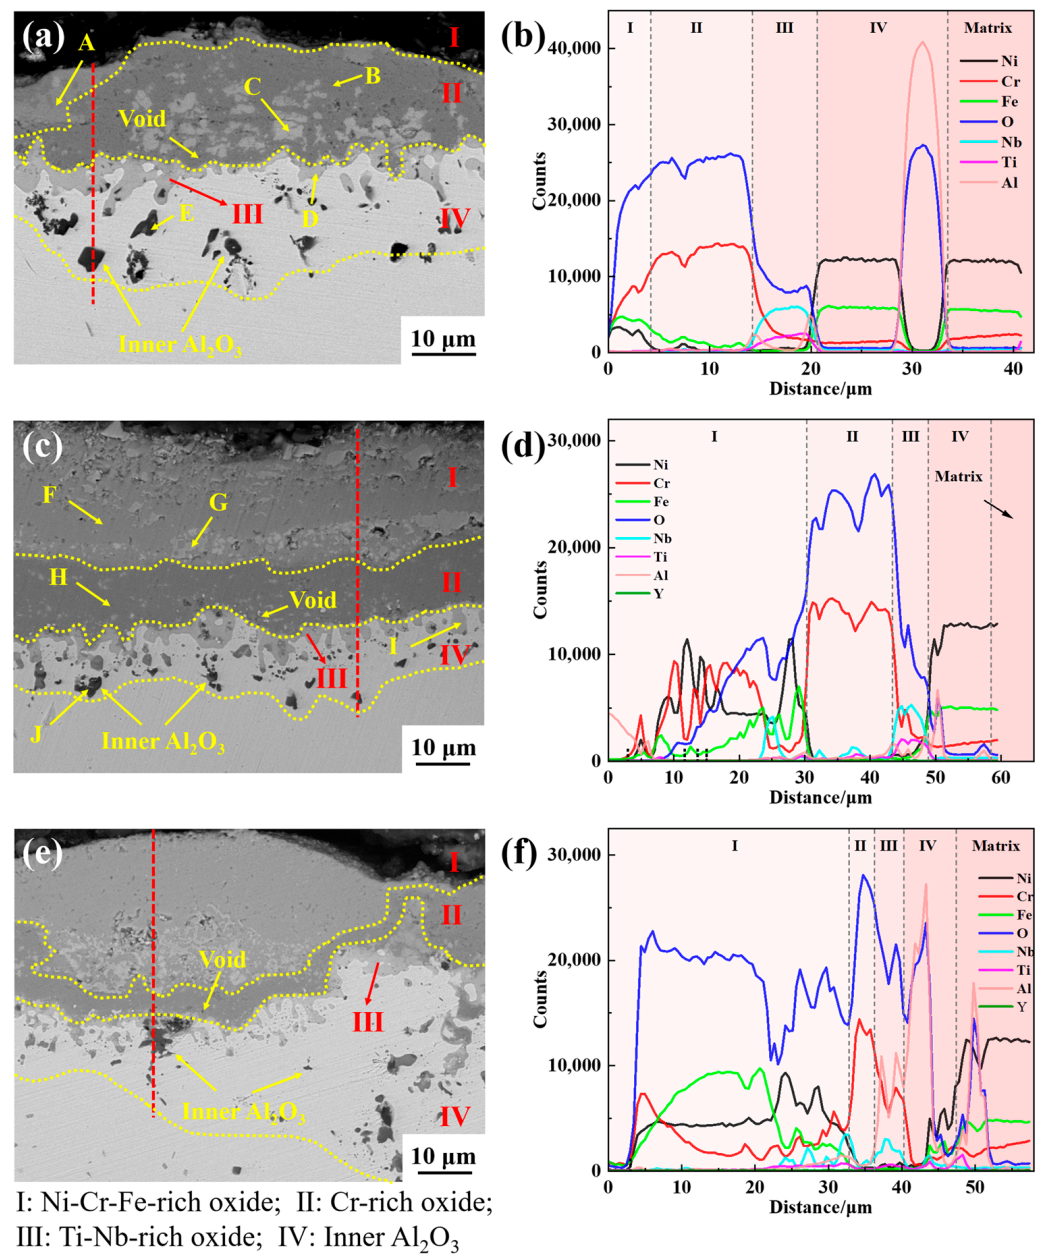 (a)
I
A
II
B
C
Void
E
III
D
IV
Inner Al₂O₃
10 μm
(b)
I II III IV Matrix
40,000
30,000
20,000
10,000
0
Counts
Ni
Cr
Fe
O
Nb
Ti
Al
0 10 20 30 40
Distance/μm
(c)
I
F
G
II
H
Void
I
IV
III
J
Inner Al₂O₃
10 μm
(d)
I II III IV
Matrix
30,000
20,000
10,000
0
Counts
Ni
Cr
Fe
O
Nb
Ti
Al
Y
0 10 20 30 40 50 60
Distance/μm
(e)
I
II
Void
III
Inner Al₂O₃
IV
10 μm
(f)
I II III IV Matrix
30,000
20,000
10,000
0
Counts
Ni
Cr
Fe
O
Nb
Ti
Al
Y
0 10 20 30 40 50
Distance/μm
I: Ni-Cr-Fe-rich oxide; II: Cr-rich oxide;
III: Ti-Nb-rich oxide; IV: Inner Al₂O₃